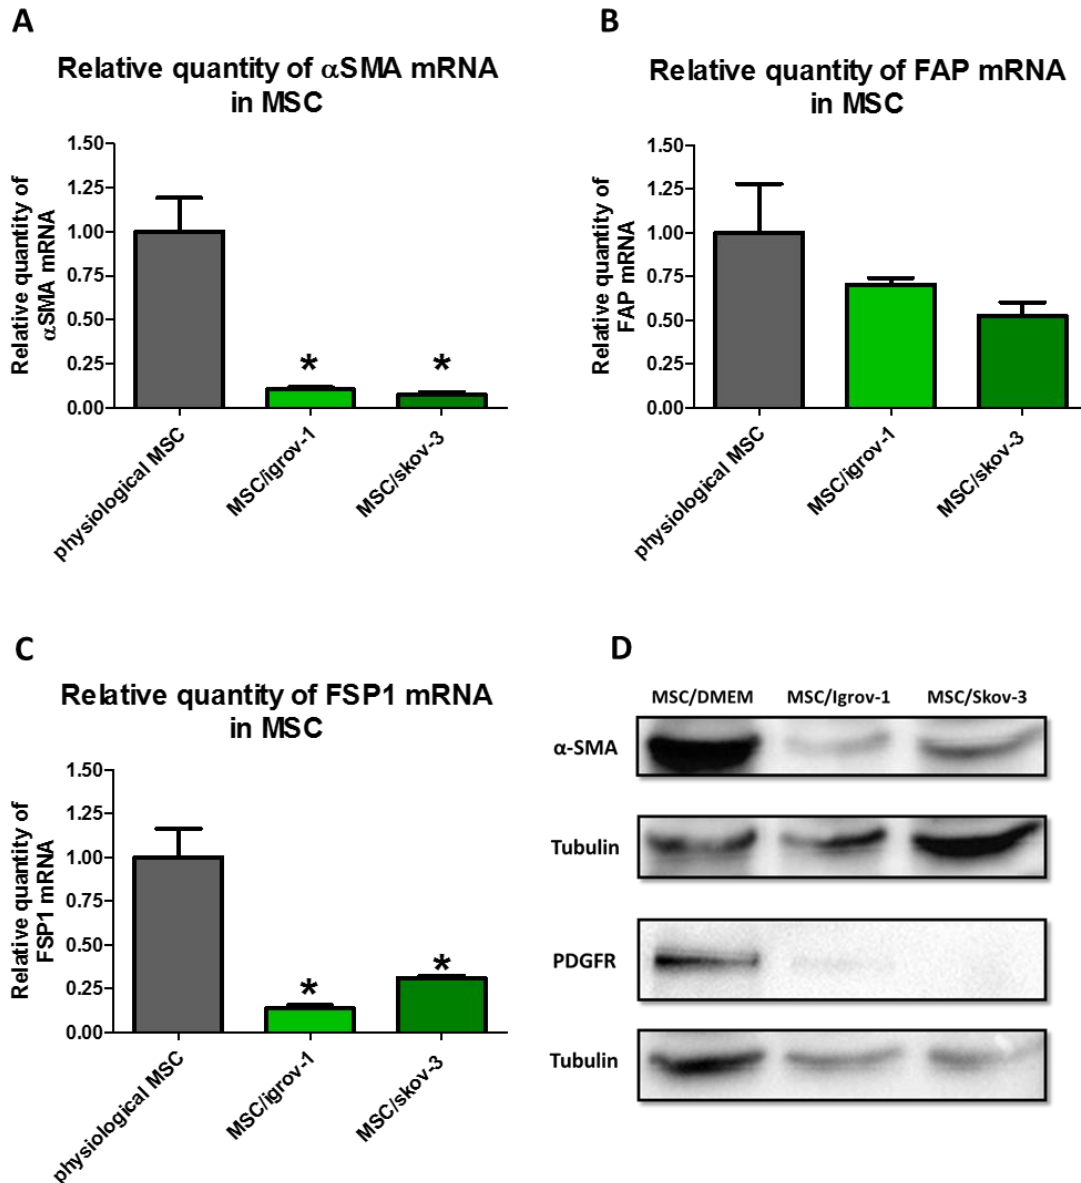 A
Relative quantity of αSMA mRNA
in MSC
Relative quantity of
αSMA mRNA
1.50
1.25
1.00
0.75
0.50
0.25
0.00
*
*
physiological MSC
MSC/igrov-1
MSC/skov-3
B
Relative quantity of FAP mRNA
in MSC
Relative quantity of
FAP mRNA
1.50
1.25
1.00
0.75
0.50
0.25
0.00
physiological MSC
MSC/igrov-1
MSC/skov-3
C
Relative quantity of FSP1 mRNA
in MSC
Relative quantity of
FSP1 mRNA
1.50
1.25
1.00
0.75
0.50
0.25
0.00
*
*
physiological MSC
MSC/igrov-1
MSC/skov-3
D
MSC/DMEM MSC/Igrov-1 MSC/Skov-3
α-SMA
Tubulin
PDGFR
Tubulin